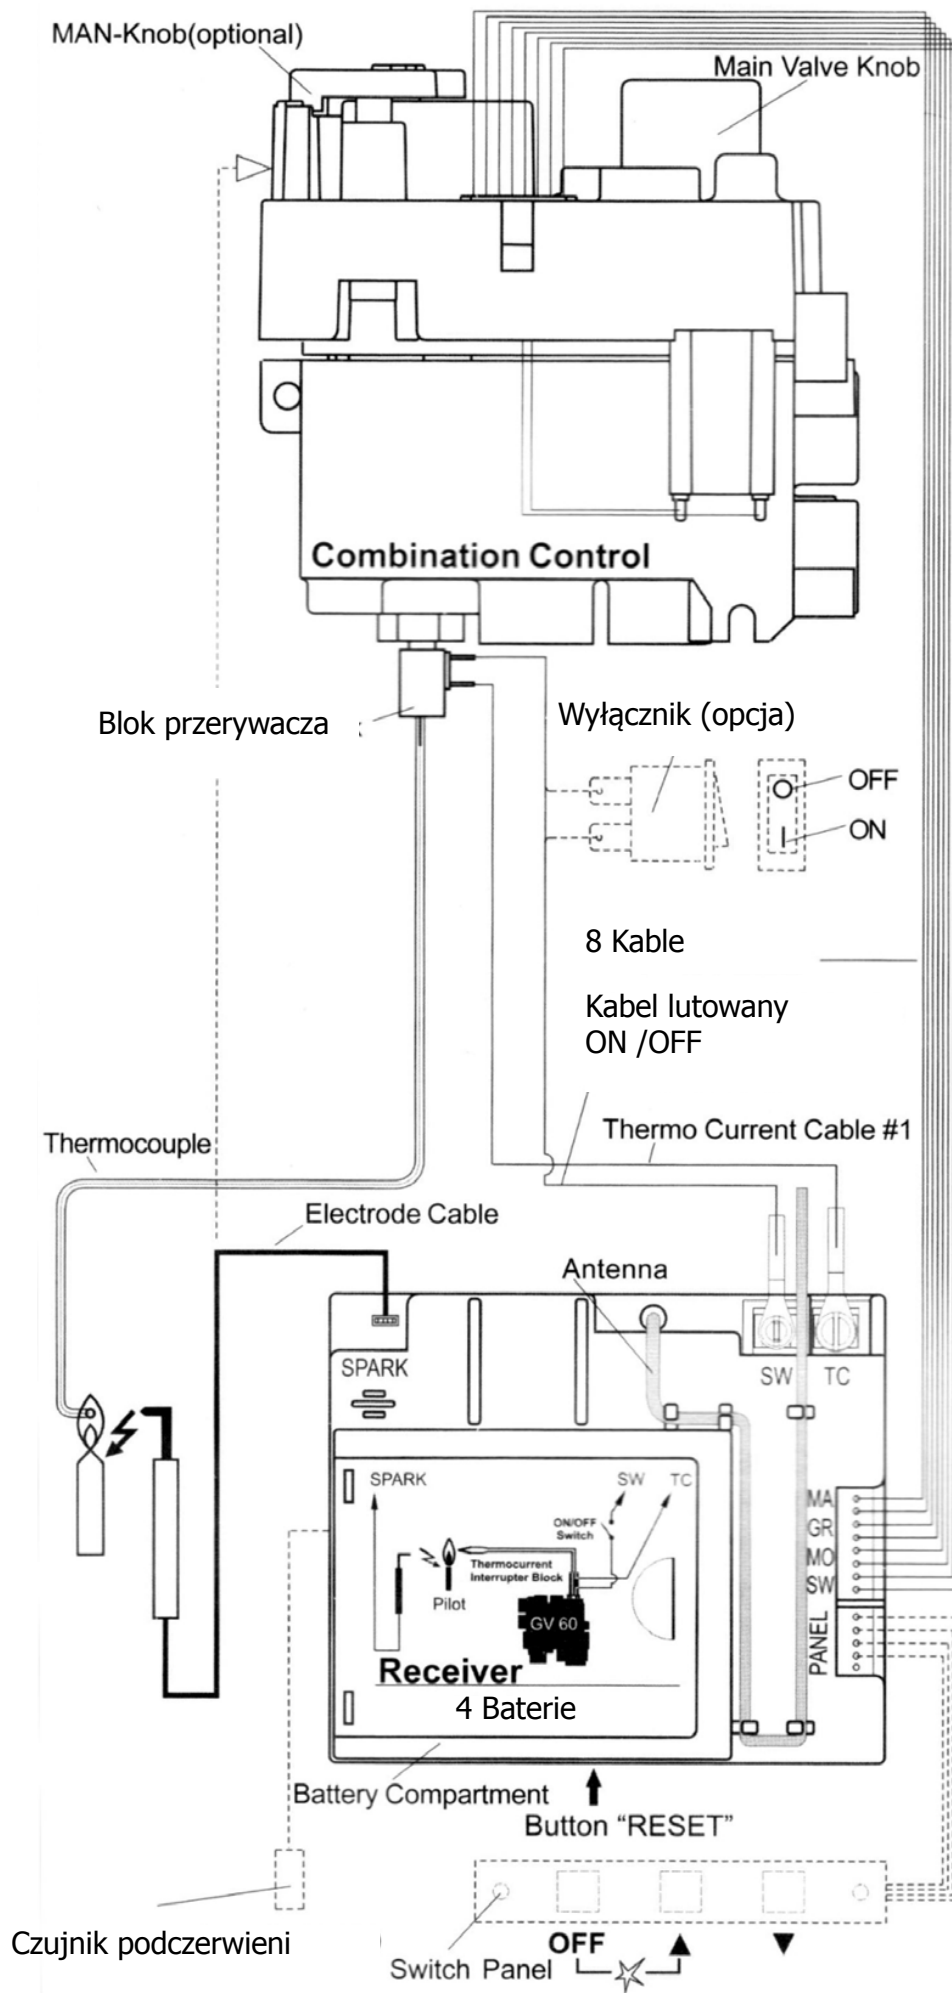 MAN-Knob(optional)
Main Valve Knob
Combination Control
Blok przerywacza
Wyłącznik (opcja)
OFF
ON
8 Kable
Kabel lutowany
ON /OFF
Thermo Current Cable #1
Thermocouple
Electrode Cable
Antenna
SPARK
SW TC
SPARK
SW TC
ON/OFF
Switch
Thermocurrent
Interrupter Block
Pilot
GV 60
MA
GR
MO
SW
PANEL
Receiver
4 Baterie
Battery Compartment
Button “RESET”
Czujnik podczerwieni
OFF
Switch Panel